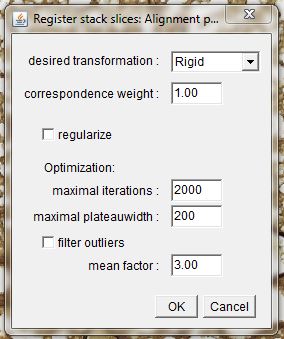 Register stack slices: Alignment p...
desired transformation : Rigid
correspondence weight : 1.00
regularize
Optimization:
maximal iterations : 2000
maximal plateauwidth : 200
filter outliers
mean factor : 3.00
OK Cancel